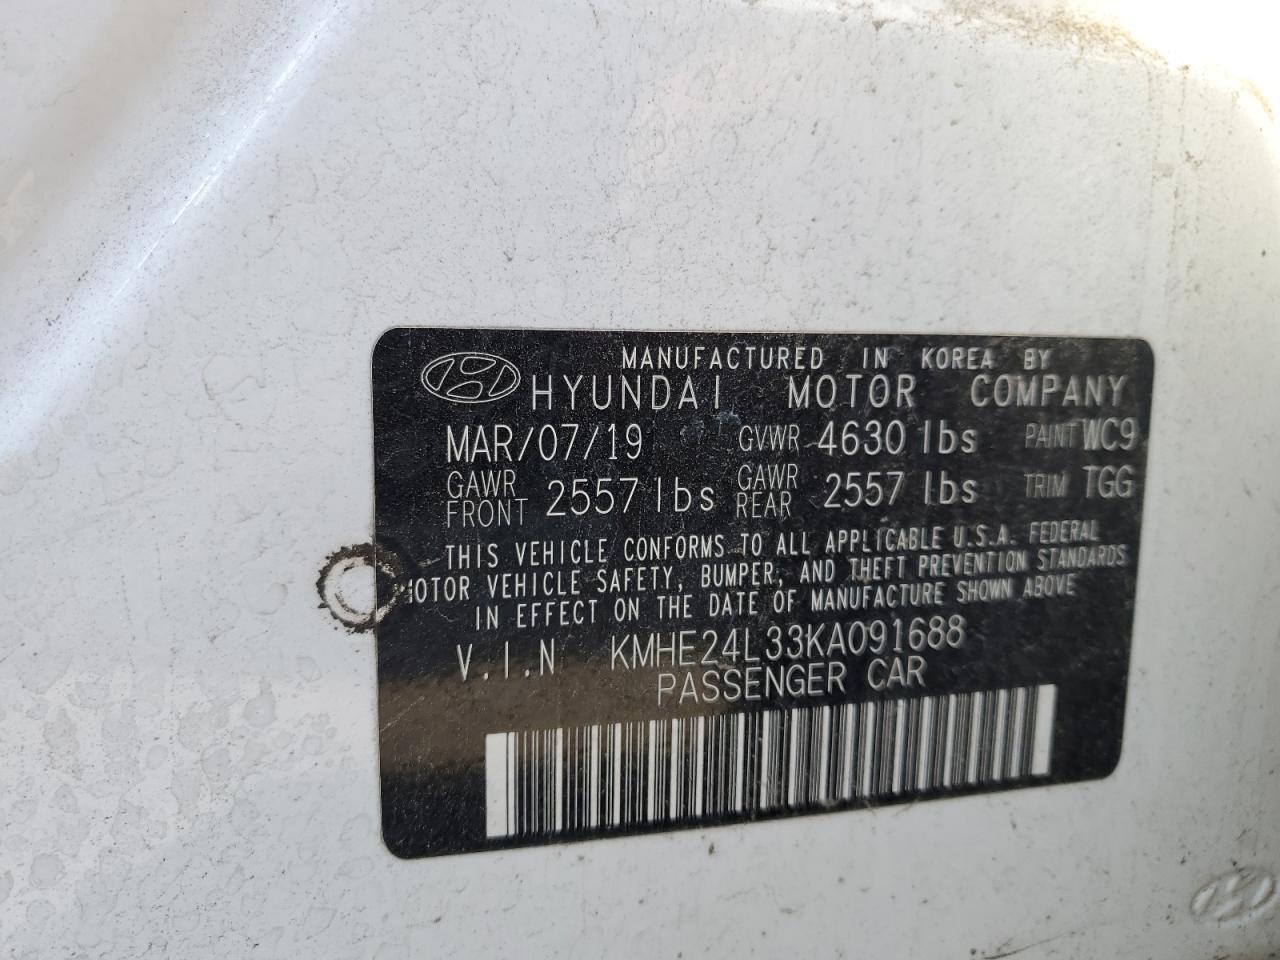 MANUFACTURED IN KOREA BY
HYUNDAI MOTOR COMPANY
MAR/07/19 GVWR 4630 lbs PAINT WC9
GAWR FRONT 2557 lbs GAWR REAR 2557 lbs TRIM TGG
THIS VEHICLE CONFORMS TO ALL APPLICABLE U.S.A. FEDERAL
MOTOR VEHICLE SAFETY, BUMPER, AND THEFT PREVENTION STANDARDS
IN EFFECT ON THE DATE OF MANUFACTURE SHOWN ABOVE
V.I.N KMHE24L33KA091688
PASSENGER CAR